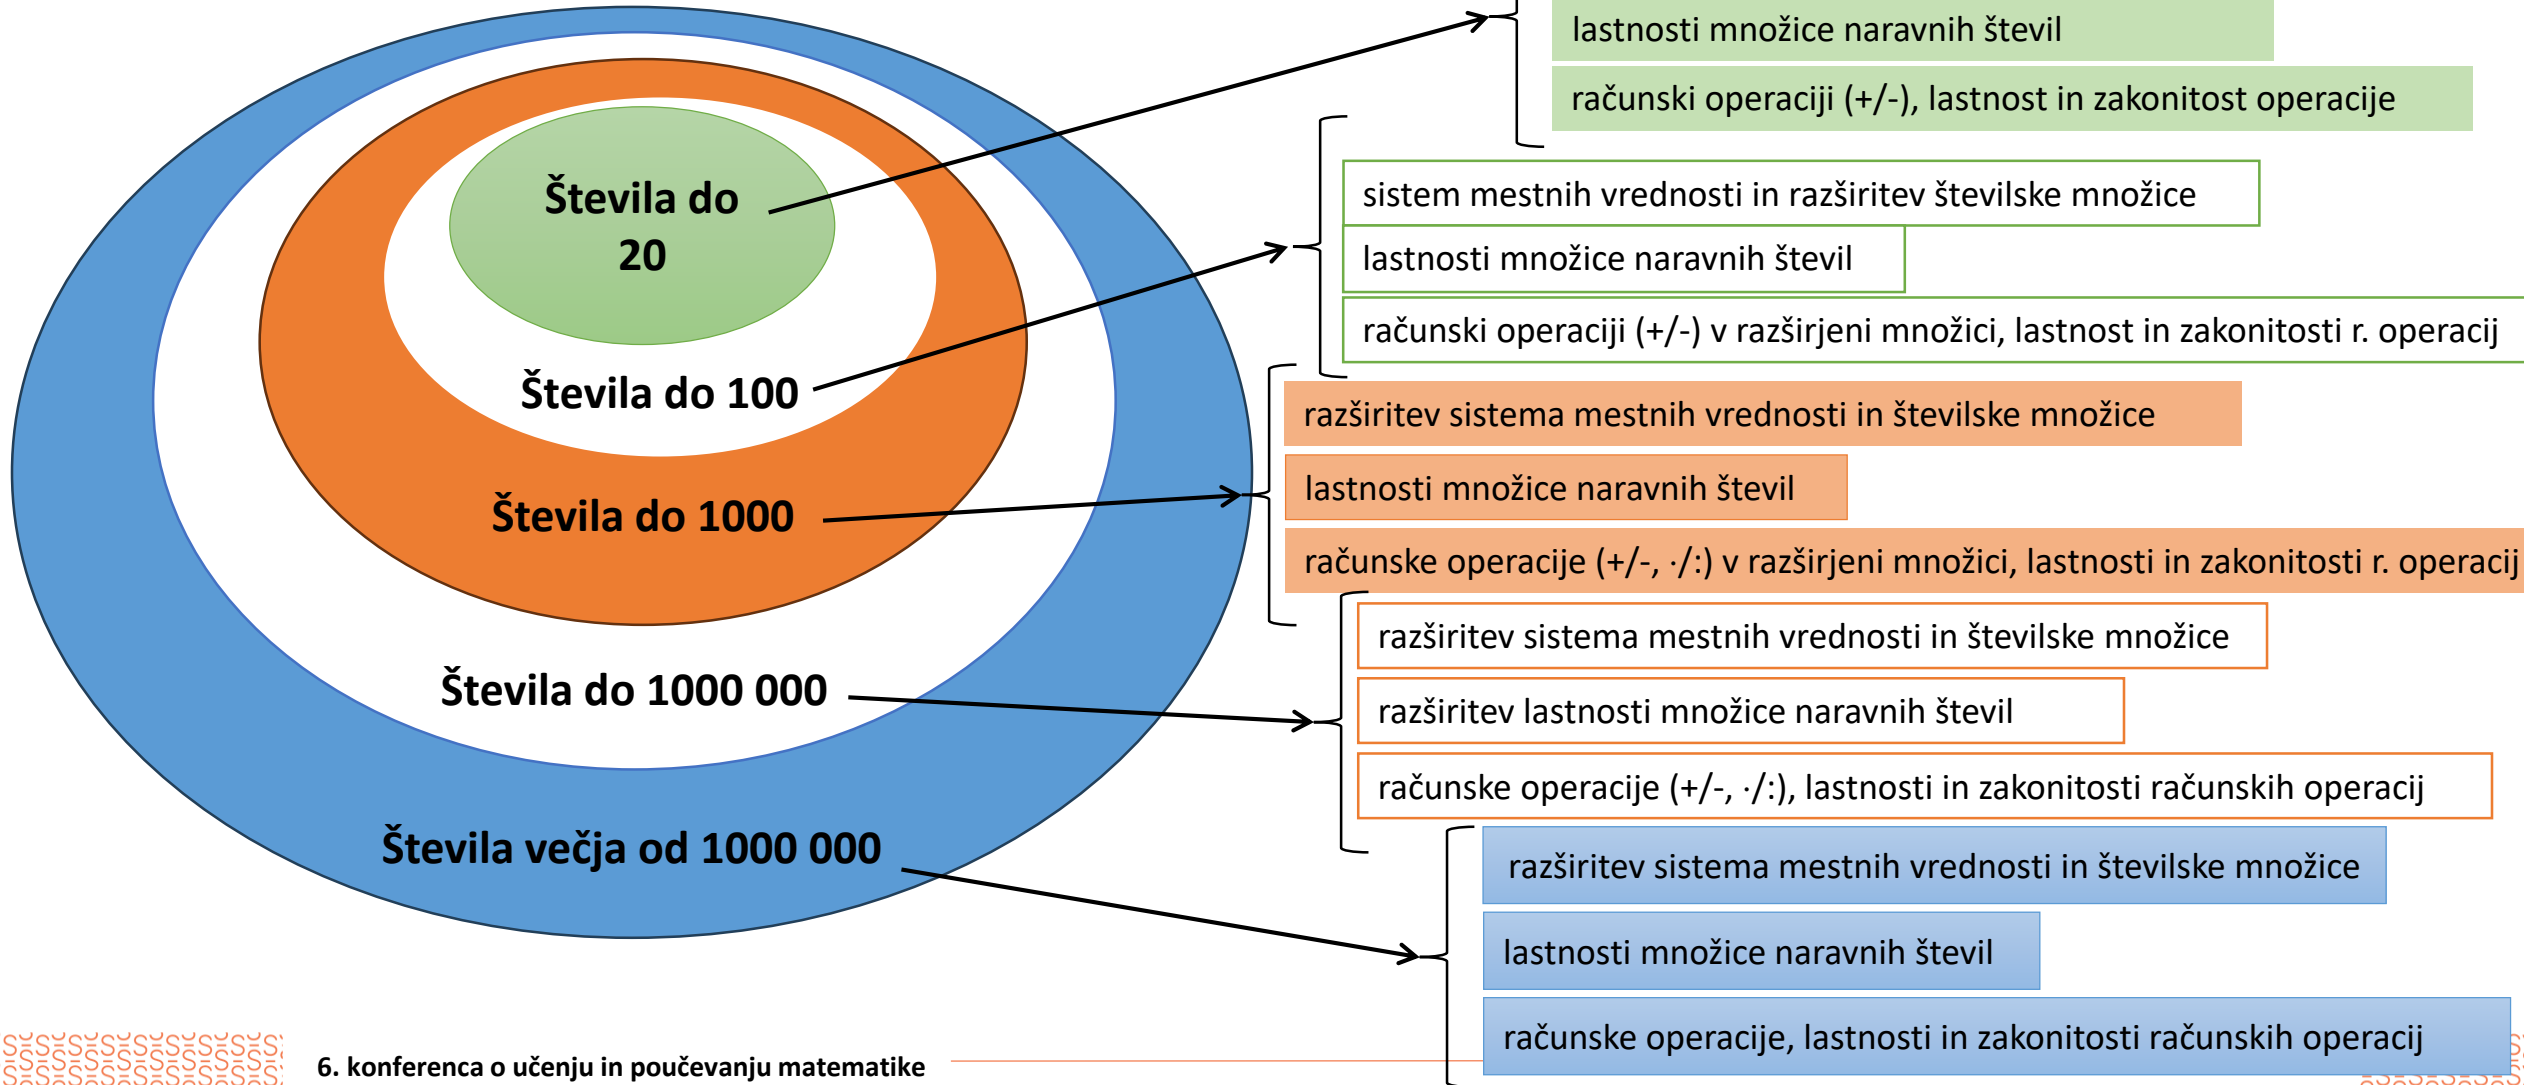 lastnosti množice naravnih števil
računski operaciji (+/-), lastnost in zakonitost operacije
Števila do
20
sistem mestnih vrednosti in razširitev številske množice
lastnosti množice naravnih števil
računski operaciji (+/-) v razširjeni množici, lastnost in zakonitosti r. operacij
Števila do 100
razširitev sistema mestnih vrednosti in številske množice
lastnosti množice naravnih števil
računske operacije (+/-, ·/:) v razširjeni množici, lastnosti in zakonitosti r. operacij
Števila do 1000
razširitev sistema mestnih vrednosti in številske množice
razširitev lastnosti množice naravnih števil
računske operacije (+/-, ·/:), lastnosti in zakonitosti računskih operacij
Števila do 1000 000
Števila večja od 1000 000
razširitev sistema mestnih vrednosti in številske množice
lastnosti množice naravnih števil
računske operacije, lastnosti in zakonitosti računskih operacij
6. konferenca o učenju in poučevanju matematike